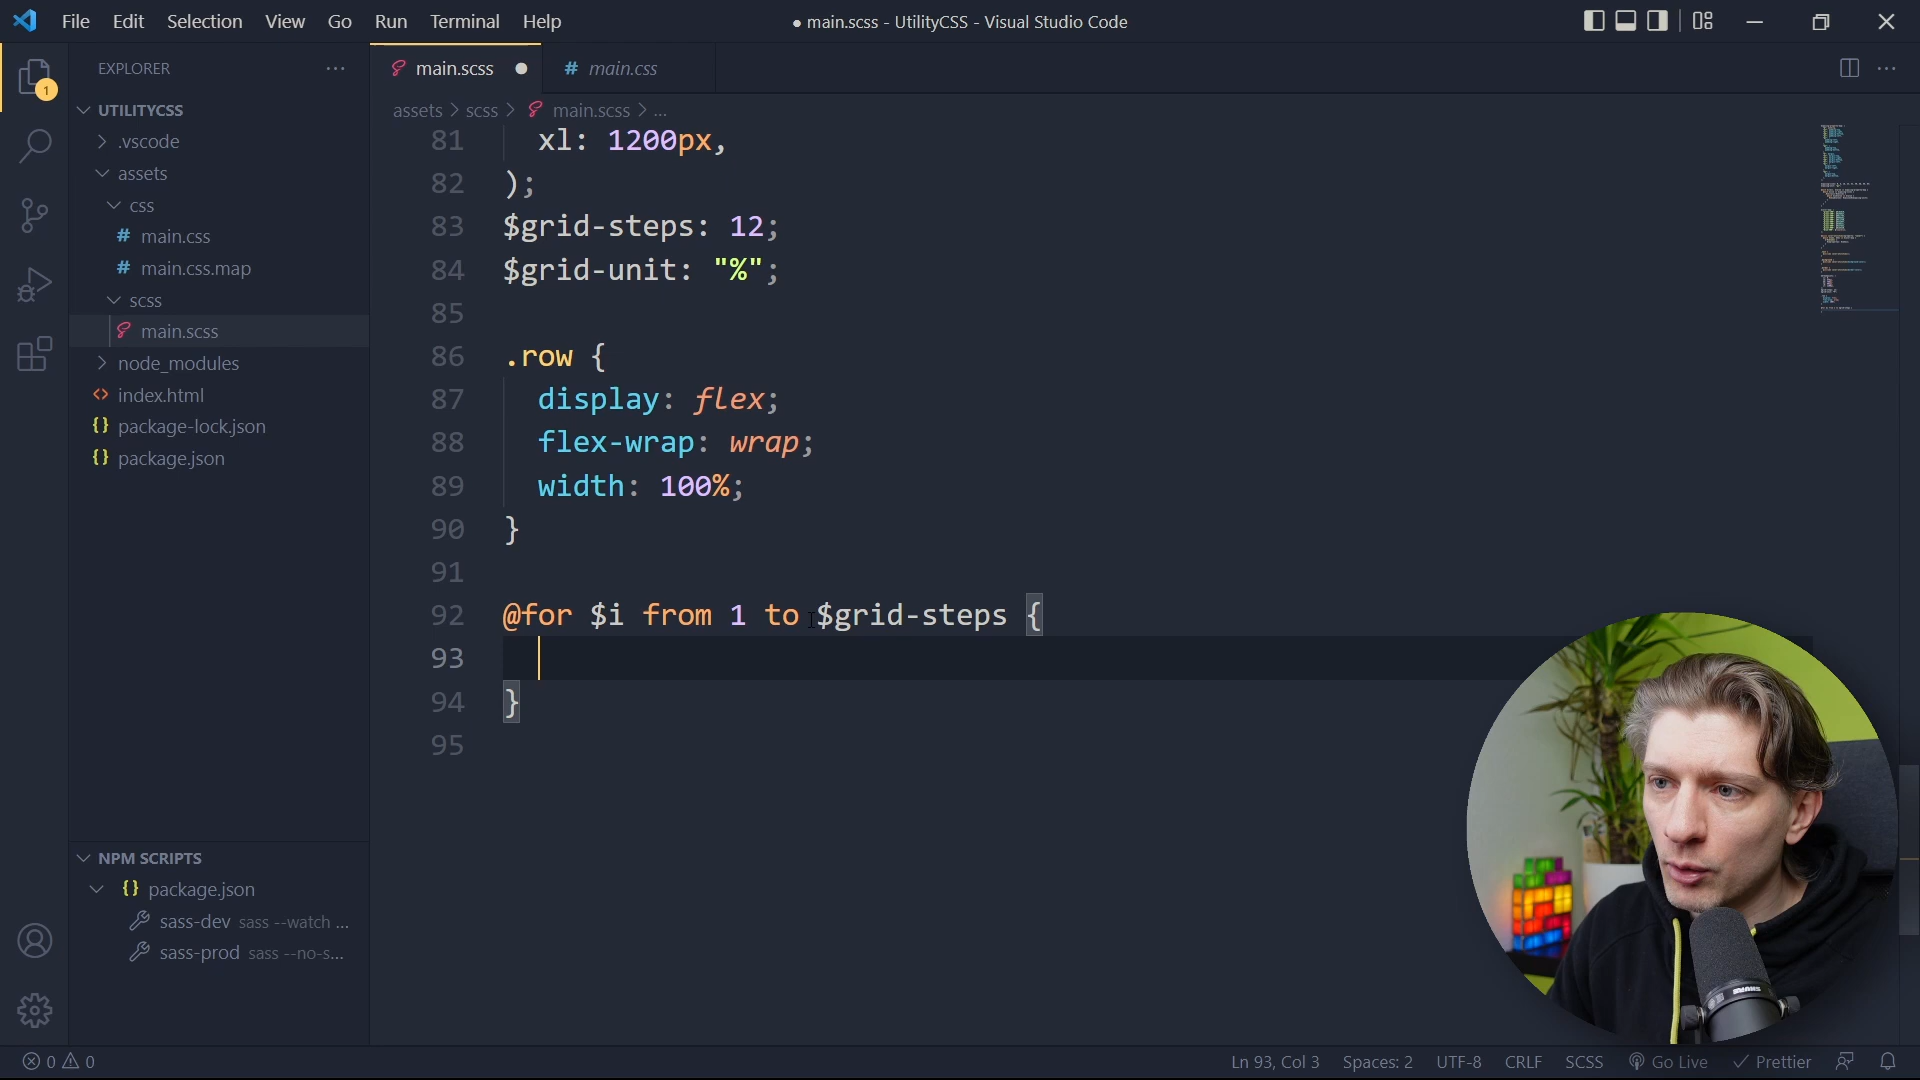 File Edit Selection View Go Run Terminal Help
● main.scss - UtilityCSS - Visual Studio Code
EXPLORER
1
UTILITYCSS
.vscode
assets
css
# main.css
# main.css.map
scss
main.scss
node_modules
<> index.html
{} package-lock.json
{} package.json
NPM SCRIPTS
{} package.json
sass-dev sass --watch ...
sass-prod sass --no-s...
main.scss ●
# main.css
assets > scss > main.scss > ...
81 xl: 1200px,
82 );
83 $grid-steps: 12;
84 $grid-unit: "%";
85
86 .row {
87 display: flex;
88 flex-wrap: wrap;
89 width: 100%;
90 }
91
92 @for $i from 1 to $grid-steps {
93
94 }
95
SHURE
0 0
Ln 93, Col 3 Spaces: 2 UTF-8 CRLF SCSS Go Live Prettier